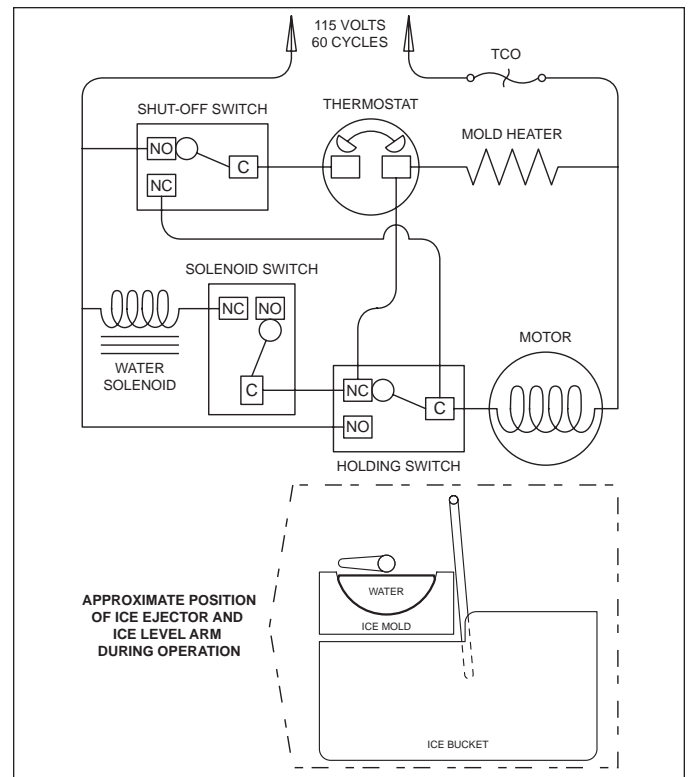 115 VOLTS
60 CYCLES
TCO
SHUT-OFF SWITCH
THERMOSTAT
MOLD HEATER
NO
C
NC
SOLENOID SWITCH
NC
NO
C
WATER
SOLENOID
MOTOR
NC
C
NO
HOLDING SWITCH
APPROXIMATE POSITION
OF ICE EJECTOR AND
ICE LEVEL ARM
DURING OPERATION
WATER
ICE MOLD
ICE BUCKET